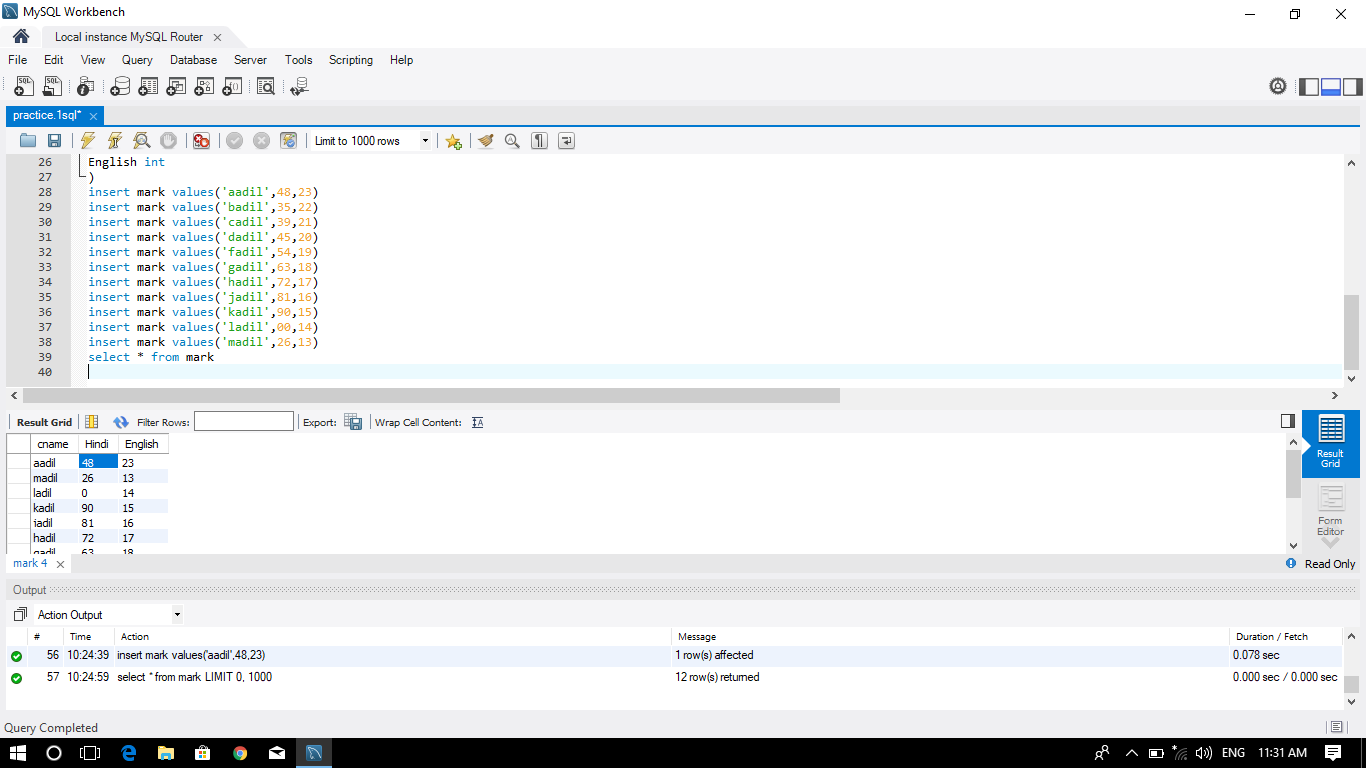 MySQL Workbench
Local instance MySQL Router
File Edit View Query Database Server Tools Scripting Help
practice.1sql*
Limit to 1000 rows
26 English int
27 )
28 insert mark values('aadil',48,23)
29 insert mark values('badil',35,22)
30 insert mark values('cadil',39,21)
31 insert mark values('dadil',45,20)
32 insert mark values('fadil',54,19)
33 insert mark values('gadil',63,18)
34 insert mark values('hadil',72,17)
35 insert mark values('jadil',81,16)
36 insert mark values('kadil',90,15)
37 insert mark values('ladil',00,14)
38 insert mark values('madil',26,13)
39 select * from mark
40
Result Grid Filter Rows: Export: Wrap Cell Content:
cname Hindi English
aadil 48 23
madil 26 13
ladil 0 14
kadil 90 15
jadil 81 16
hadil 72 17
gadil 63 18
Result Grid
Form Editor
mark 4
Read Only
Output
Action Output
# Time Action Message Duration / Fetch
56 10:24:39 insert mark values('aadil',48,23) 1 row(s) affected 0.078 sec
57 10:24:59 select * from mark LIMIT 0, 1000 12 row(s) returned 0.000 sec / 0.000 sec
Query Completed
ENG 11:31 AM